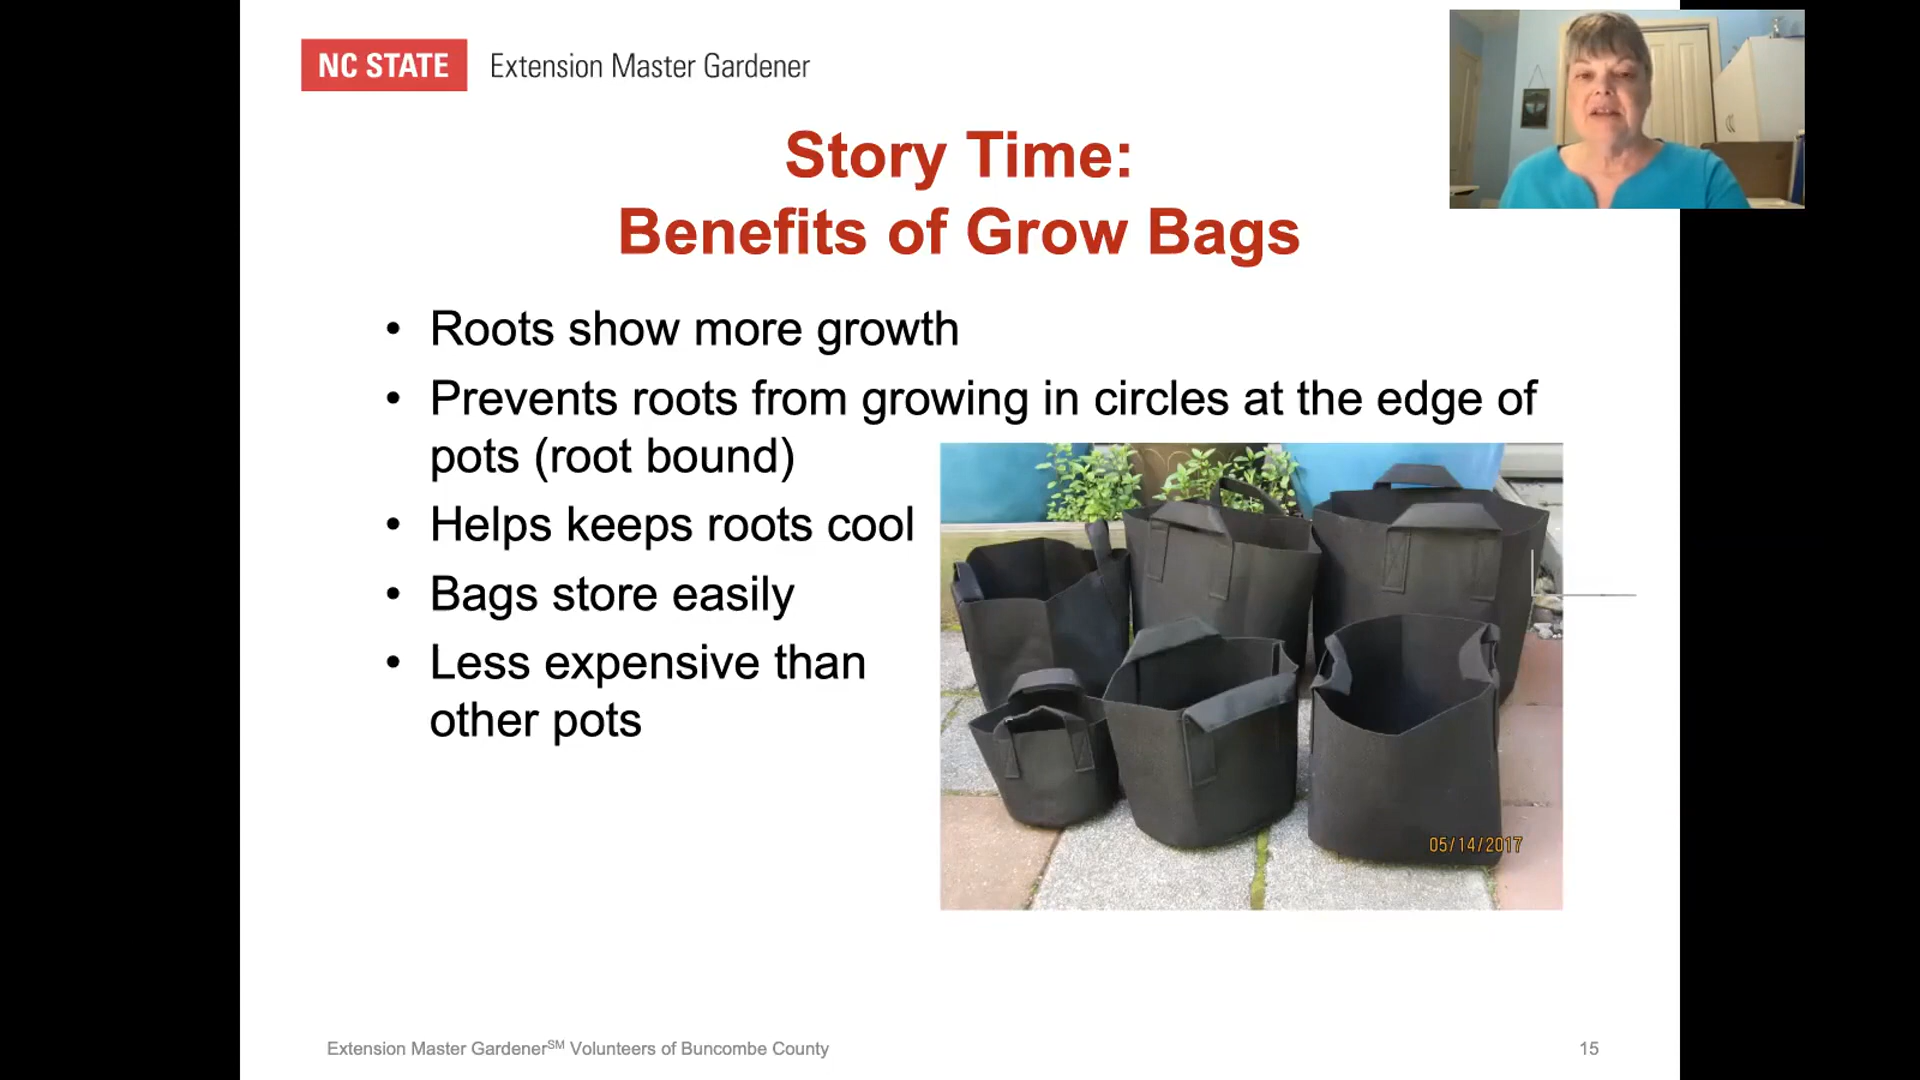 NC STATE Extension Master Gardener
Story Time:
Benefits of Grow Bags
• Roots show more growth
• Prevents roots from growing in circles at the edge of
pots (root bound)
• Helps keeps roots cool
• Bags store easily
• Less expensive than
other pots
05/14/2017
Extension Master Gardener℠ Volunteers of Buncombe County
15